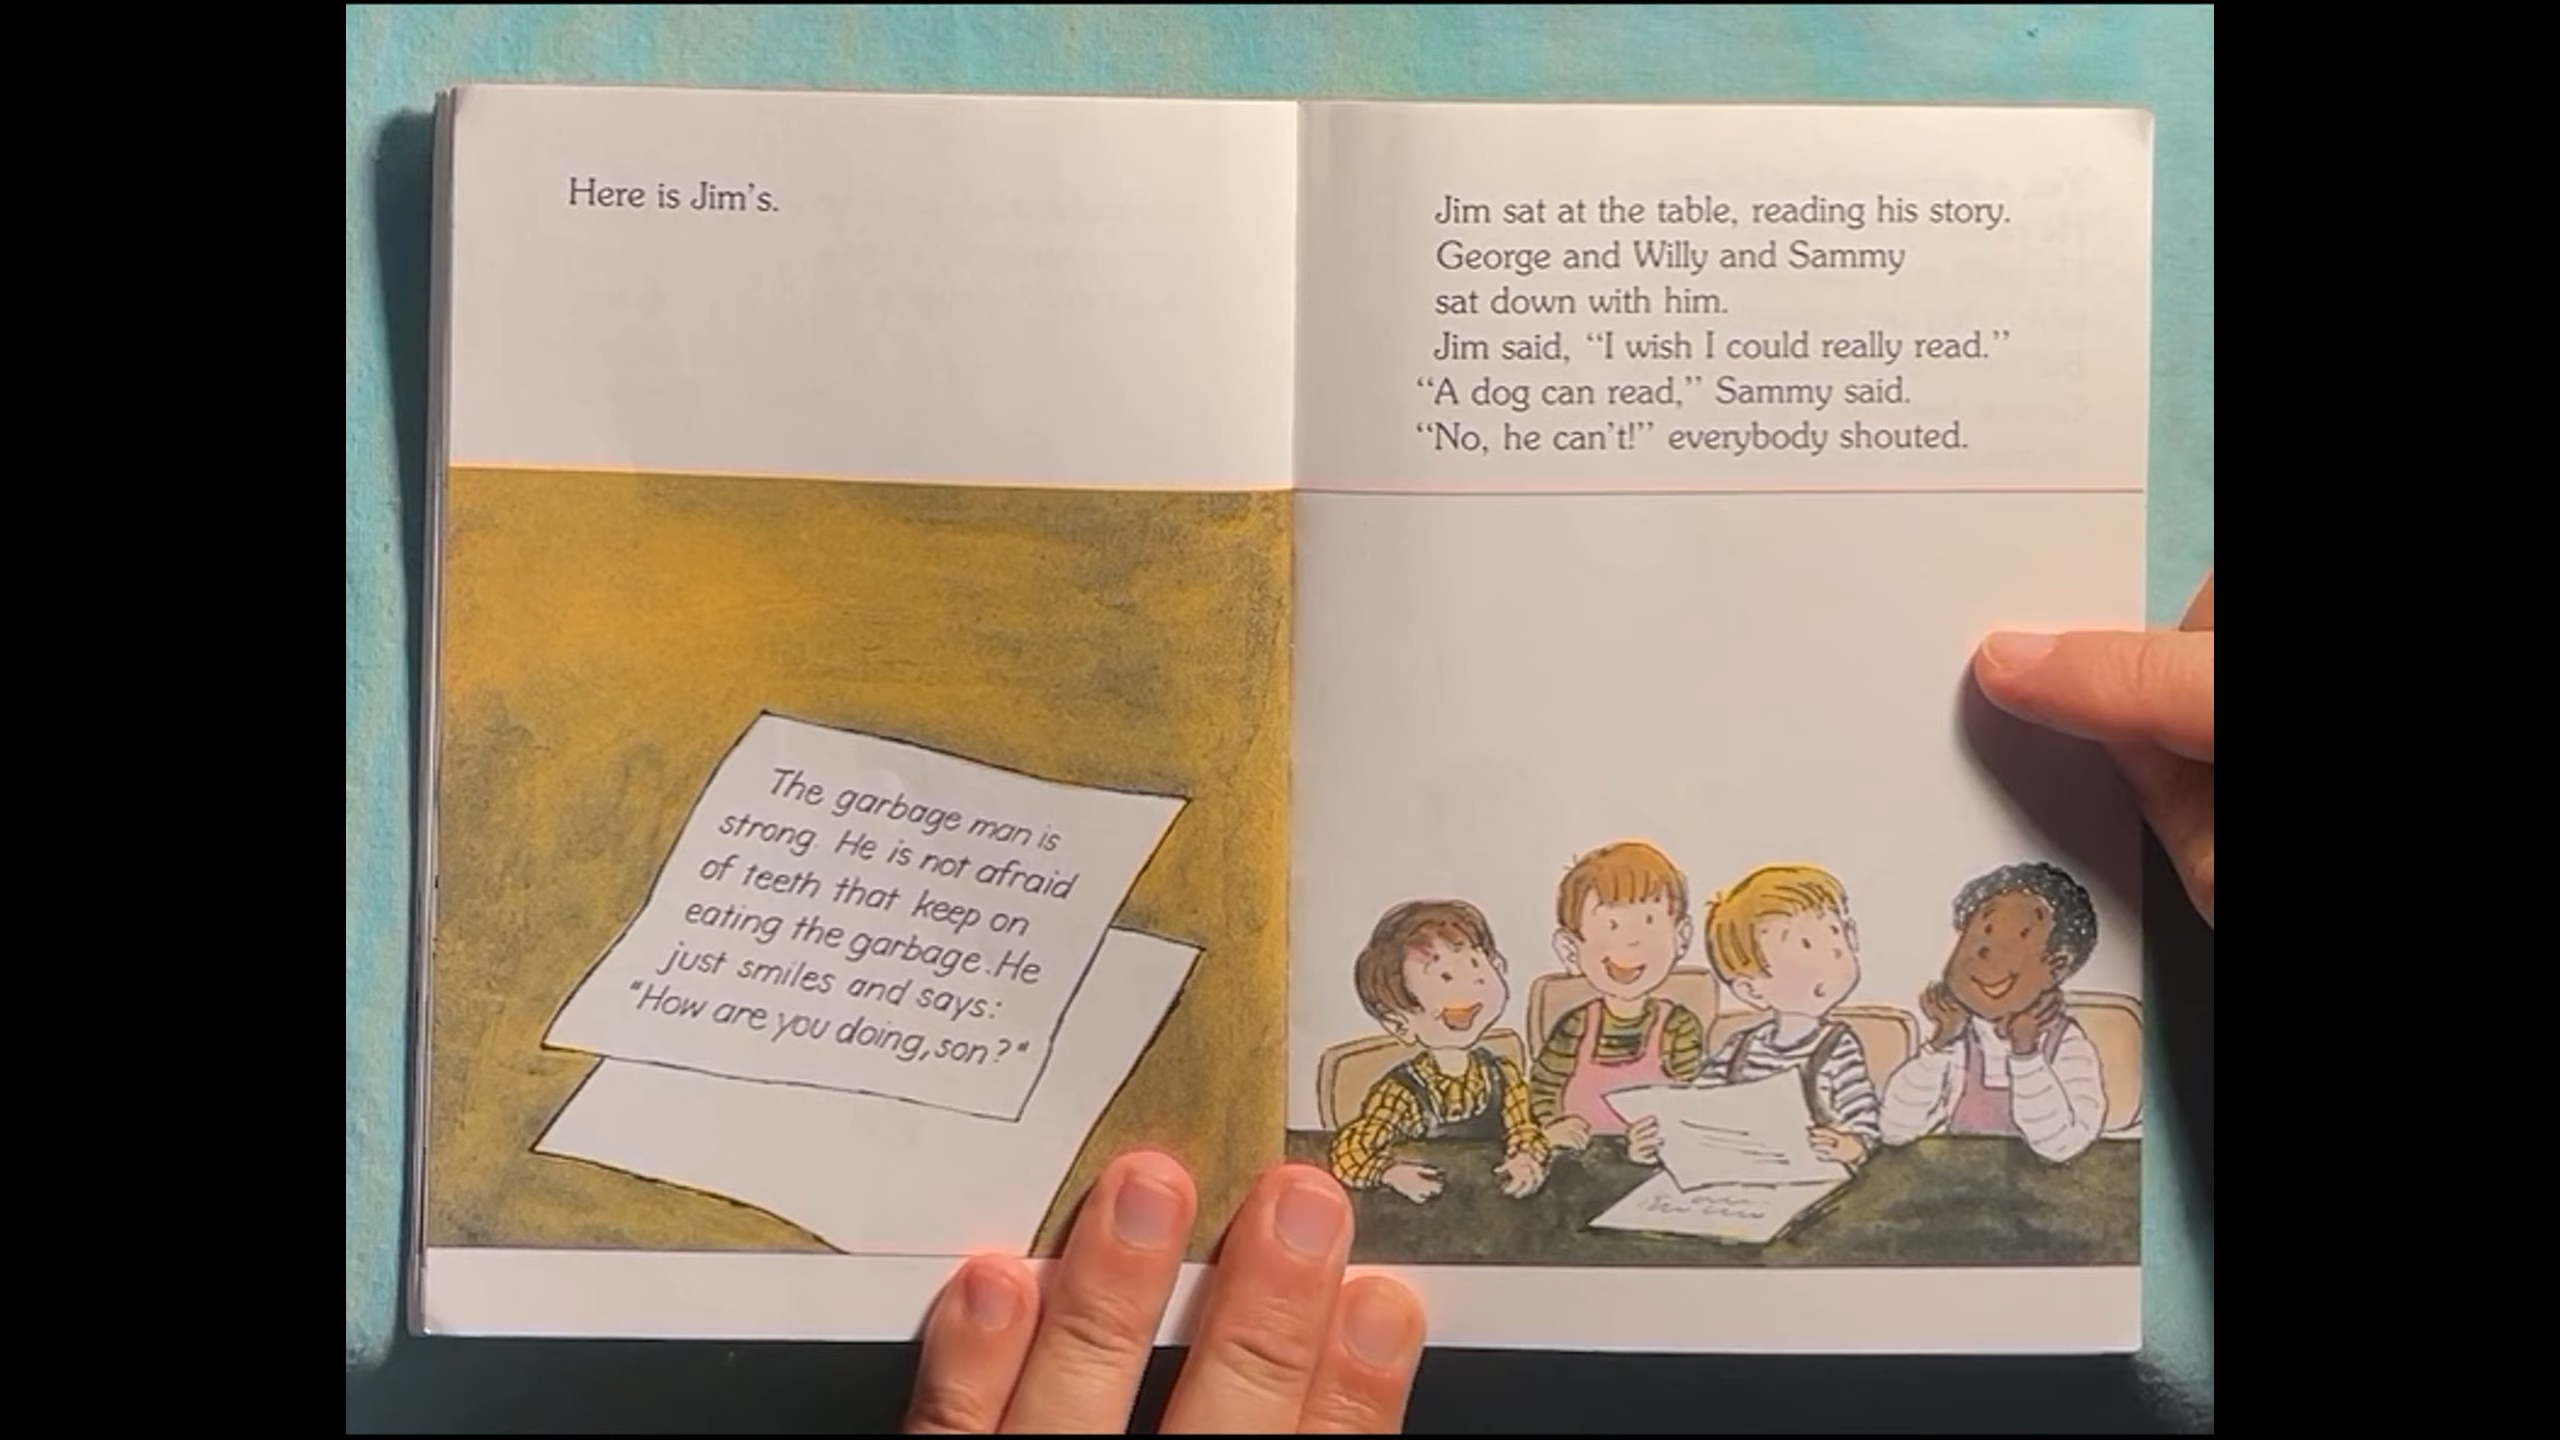 Here is Jim's.
The garbage man is
strong. He is not afraid
of teeth that keep on
eating the garbage. He
just smiles and says:
"How are you doing, son?"
Jim sat at the table, reading his story.
George and Willy and Sammy
sat down with him.
Jim said, “I wish I could really read.”
“A dog can read,” Sammy said.
“No, he can't!” everybody shouted.